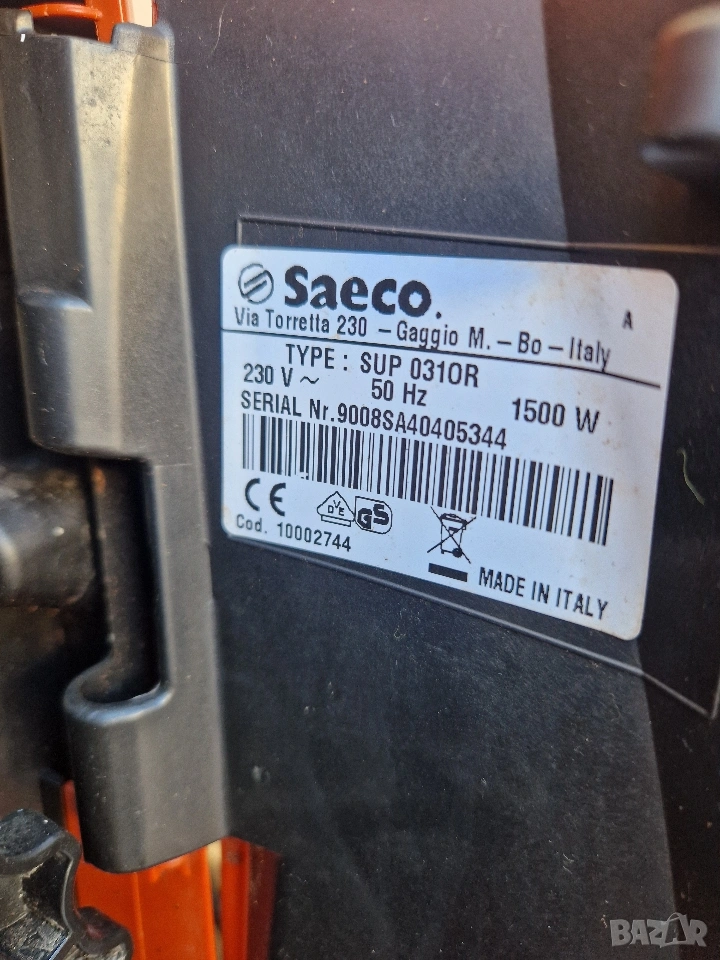 Saeco.
A
Via Torretta 230 – Gaggio M. – Bo – Italy
TYPE : SUP 031OR
230 V ~ 50 Hz 1500 W
SERIAL Nr.9008SA40405344
CE VDE GS
Cod. 10002744
MADE IN ITALY
BAZAR